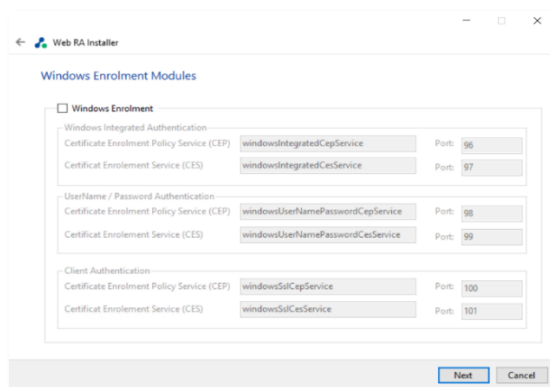 Web RA Installer
Windows Enrolment Modules
Windows Enrolment
Windows Integrated Authentication
Certificate Enrolment Policy Service (CEP) windowsIntegratedCepService Port: 96
Certificat Enrolement Service (CES) windowsIntegratedCesService Port: 97
UserName / Password Authentication
Certificate Enrolment Policy Service (CEP) windowsUserNamePasswordCepService Port: 98
Certificat Enrolement Service (CES) windowsUserNamePasswordCesService Port: 99
Client Authentication
Certificate Enrolment Policy Service (CEP) windowsSslCepService Port: 100
Certificat Enrolement Service (CES) windowsSslCesService Port: 101
Next Cancel